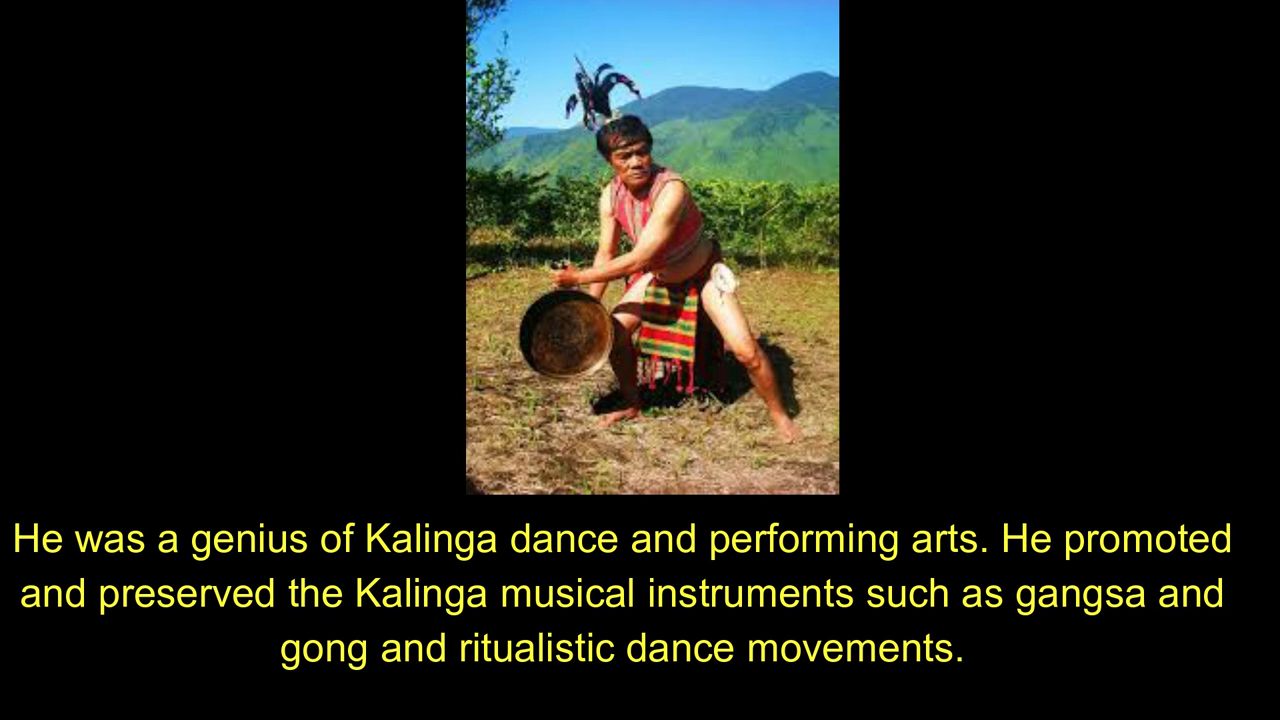 He was a genius of Kalinga dance and performing arts. He promoted
and preserved the Kalinga musical instruments such as gangsa and
gong and ritualistic dance movements.